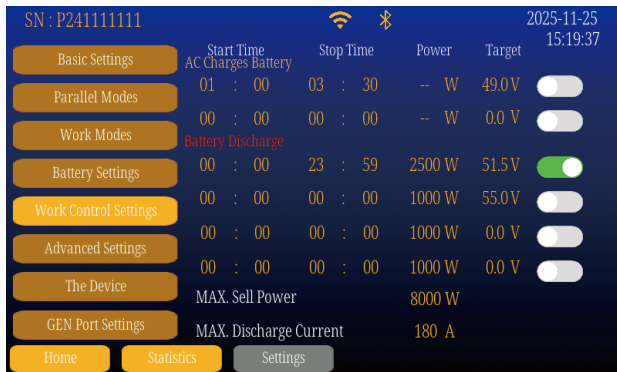 SN : P241111111 2025-11-25
15:19:37
Basic Settings
Parallel Modes
Work Modes
Battery Settings
Work Control Settings
Advanced Settings
The Device
GEN Port Settings
Start Time Stop Time Power Target
AC Charges Battery
01 : 00 03 : 30 -- W 49.0 V
00 : 00 00 : 00 -- W 0.0 V
Battery Discharge
00 : 00 23 : 59 2500 W 51.5 V
00 : 00 00 : 00 1000 W 55.0 V
00 : 00 00 : 00 1000 W 0.0 V
00 : 00 00 : 00 1000 W 0.0 V
MAX. Sell Power 8000 W
MAX. Discharge Current 180 A
Home Statistics Settings